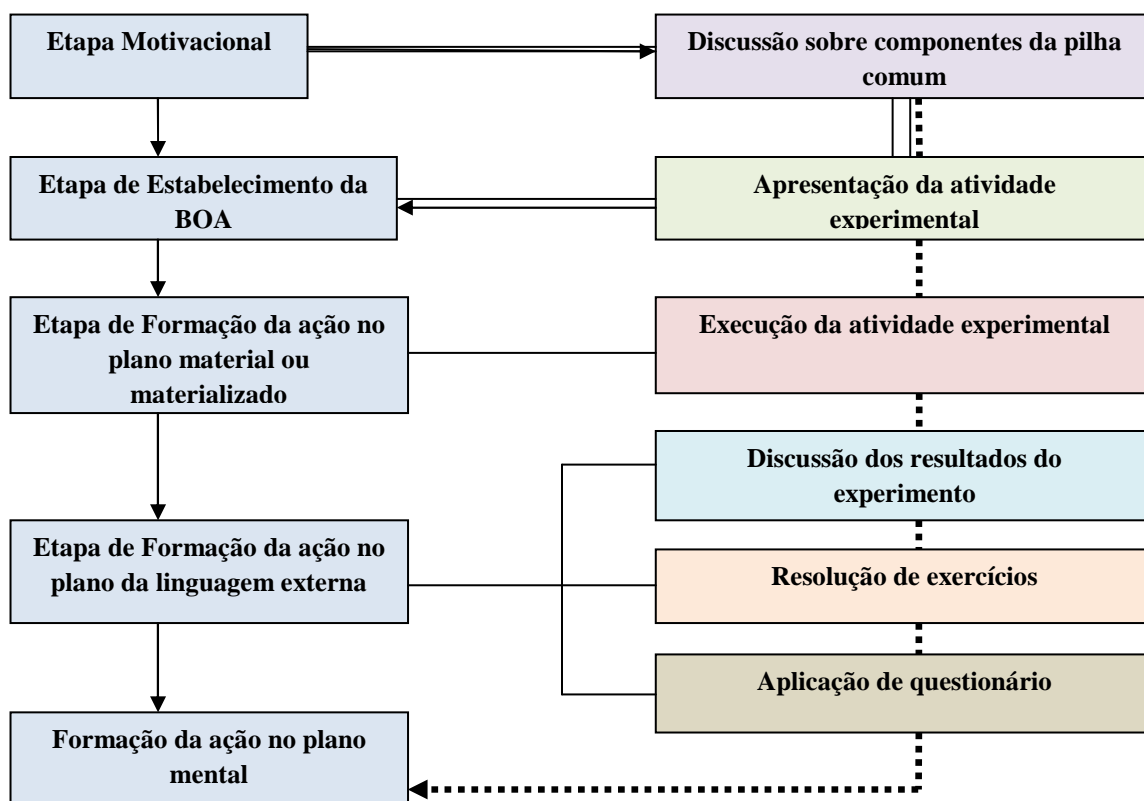 Etapa Motivacional
Discussão sobre componentes da pilha
comum
Etapa de Estabelecimento da
BOA
Apresentação da atividade
experimental
Etapa de Formação da ação no
plano material ou
materializado
Execução da atividade experimental
Discussão dos resultados do
experimento
Etapa de Formação da ação no
plano da linguagem externa
Resolução de exercícios
Aplicação de questionário
Formação da ação no plano
mental